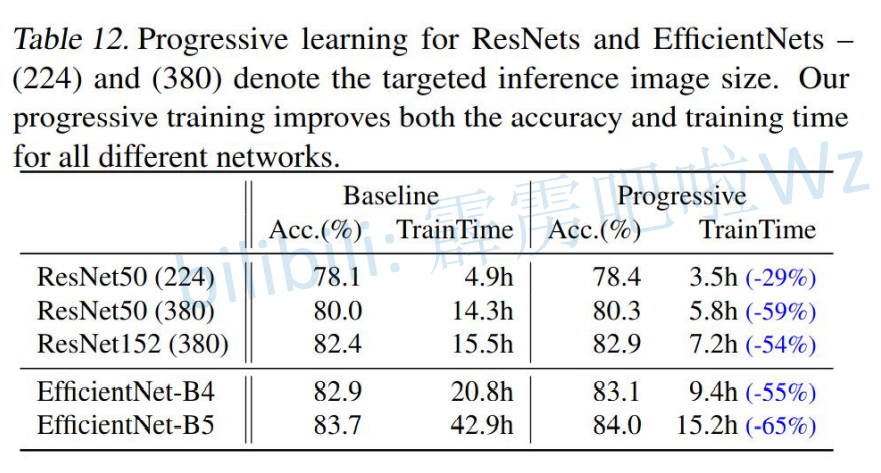 Table 12. Progressive learning for ResNets and EfficientNets –
(224) and (380) denote the targeted inference image size. Our
progressive training improves both the accuracy and training time
for all different networks.
Baseline Progressive
Acc.(%) TrainTime Acc.(%) TrainTime
ResNet50 (224) 78.1 4.9h 78.4 3.5h (-29%)
ResNet50 (380) 80.0 14.3h 80.3 5.8h (-59%)
ResNet152 (380) 82.4 15.5h 82.9 7.2h (-54%)
EfficientNet-B4 82.9 20.8h 83.1 9.4h (-55%)
EfficientNet-B5 83.7 42.9h 84.0 15.2h (-65%)
bilibili: 霹雳吧啦Wz